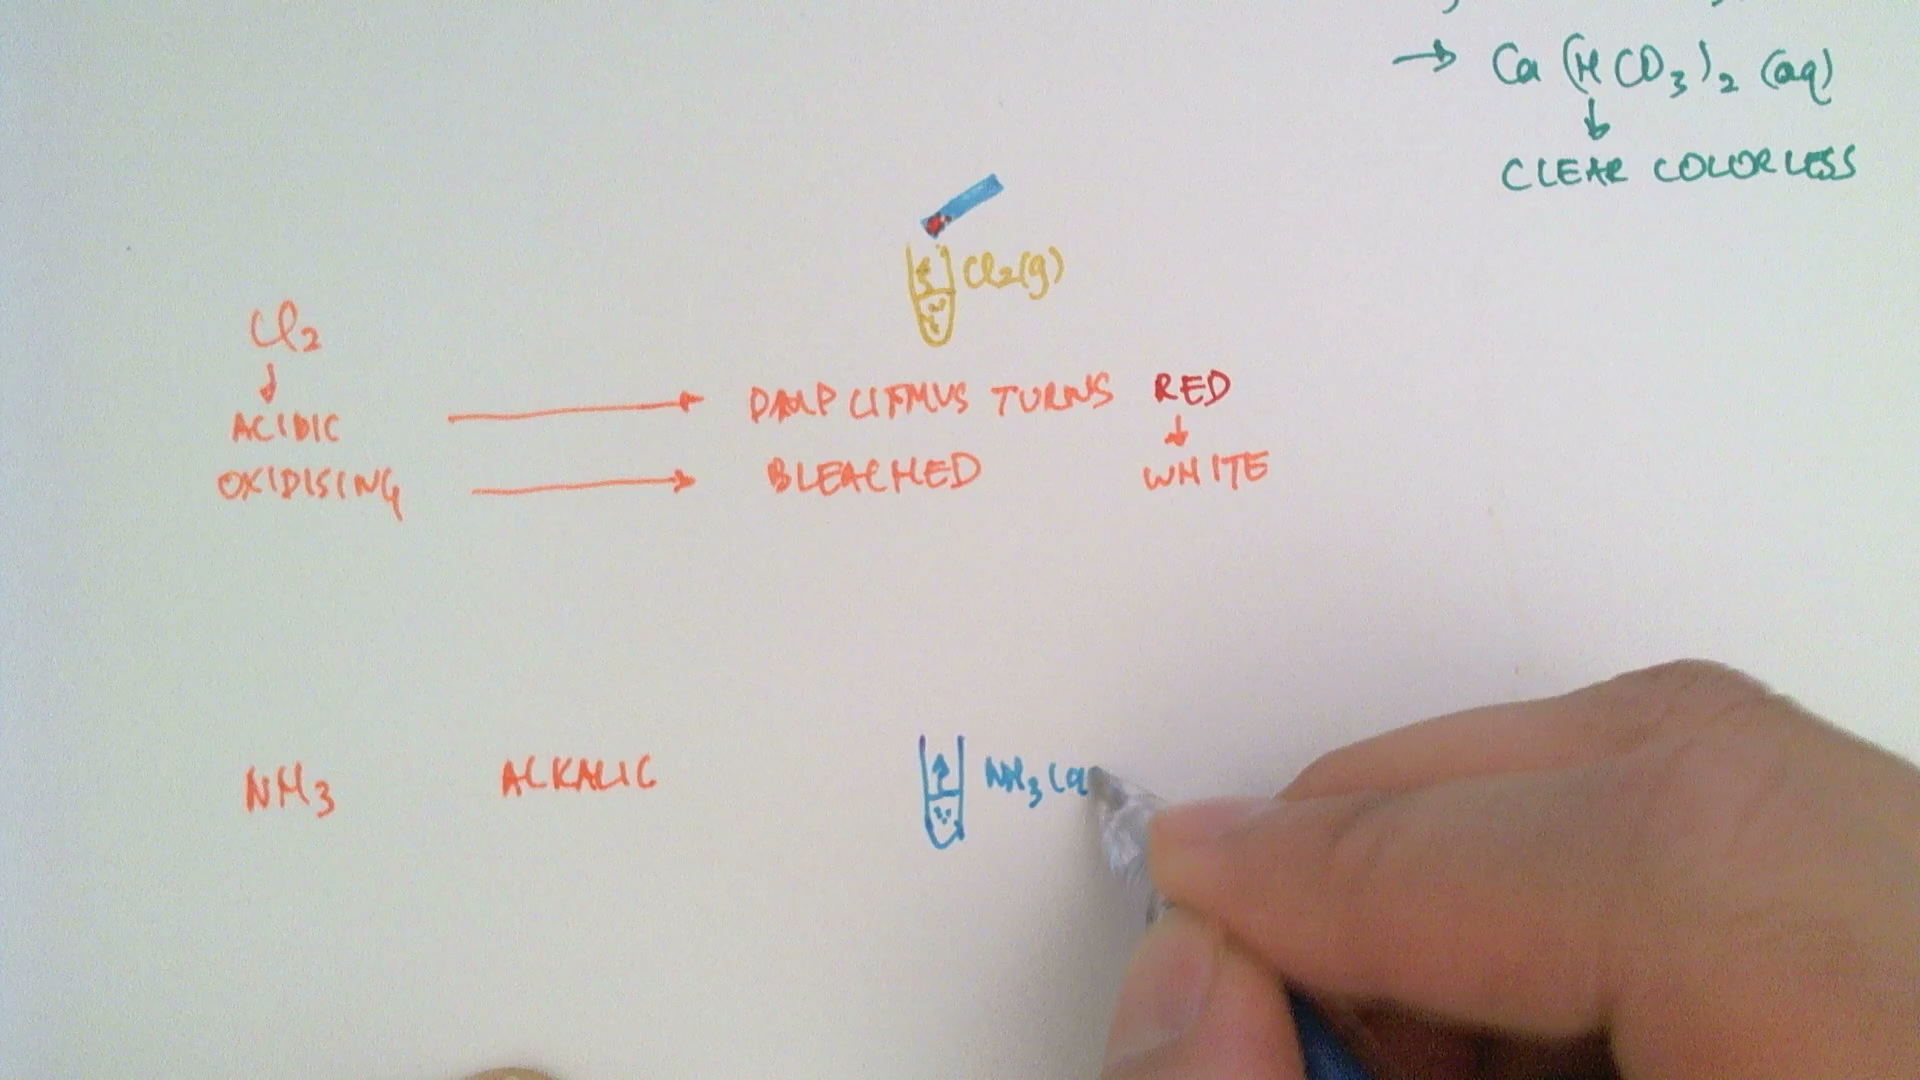 → Ca(HCO₃)₂ (aq)
↓
CLEAR COLORLESS
Cl₂(g)
Cl₂
↓
ACIDIC → DAMP LITMUS TURNS RED
↓
OXIDISING → BLEACHED WHITE
NH₃ ALKALIC NH₃(a